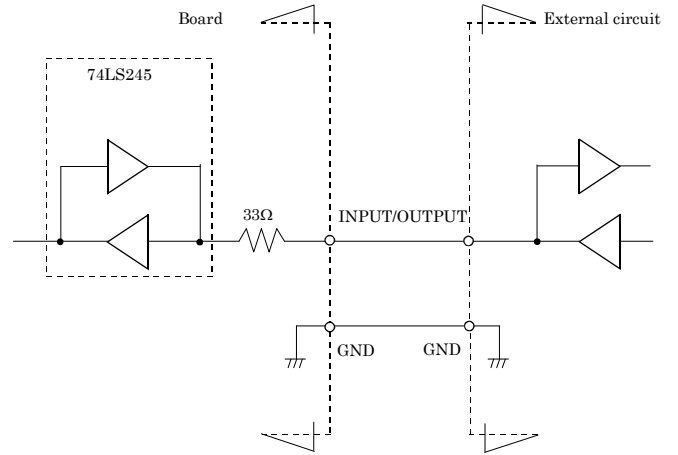 Board
External circuit
74LS245
33Ω
INPUT/OUTPUT
GND
GND